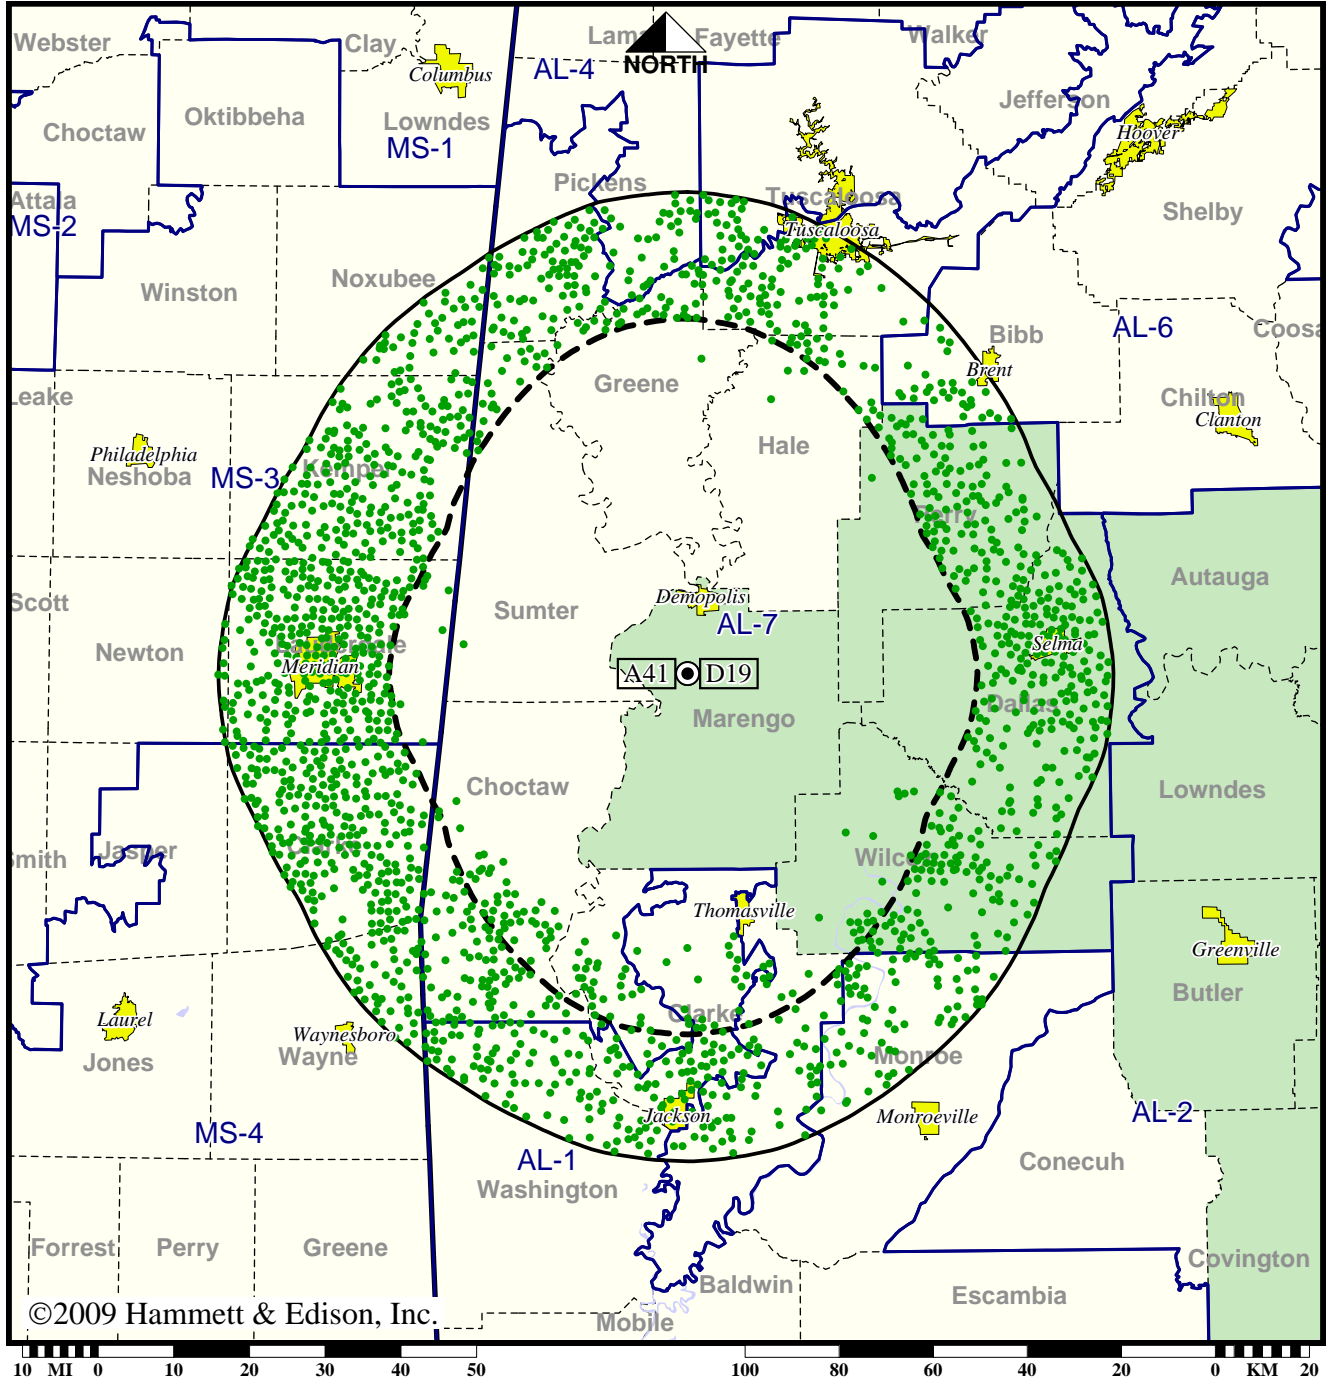 Webster
Clay
Lama
Fayette
Walker
Columbus
AL-4
NORTH
Oktibbeha
Lowndes
Jefferson
Choctaw
MS-1
Hoover
Pickens
Attala
Tuscaloosa
Shelby
MS-2
Tuscaloosa
Noxubee
Winston
Bibb
AL-6
Coosa
Brent
Greene
Leake
Chilton
Clanton
Philadelphia
Hale
Neshoba
MS-3
Kemper
Perry
Autauga
Scott
Demopolis
Sumter
AL-7
Newton
Lauderdale
Meridian
Selma
A41
D19
Dallas
Marengo
Choctaw
Lowndes
Smith
Jasper
Clarke
Wilcox
Thomasville
Greenville
Butler
Laurel
Clarke
Waynesboro
Jones
Wayne
Monroe
Jackson
Monroeville
AL-2
MS-4
AL-1
Conecuh
Washington
Forrest
Perry
Greene
Covington
Baldwin
Escambia
©2009 Hammett & Edison, Inc.
Mobile
10 MI 0 10 20 30 40 50
100 80 60 40 20 0 KM 20